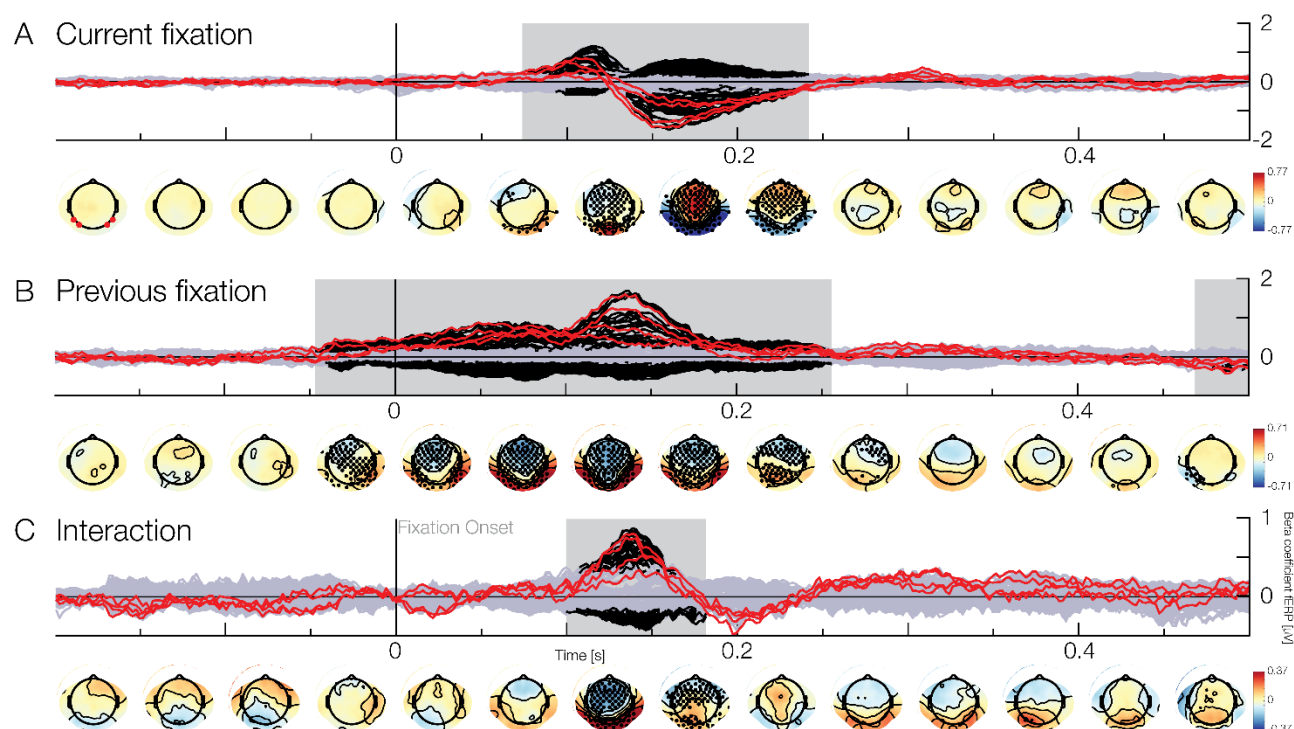 A Current fixation
2
0
-2
0 0.2 0.4
0.77
0
-0.77
B Previous fixation
2
0
0 0.2 0.4
0.71
0
-0.71
C Interaction
Fixation Onset
1
0
Beta coefficient fERP [µV]
0 Time [s] 0.2 0.4
0.37
0
-0.37